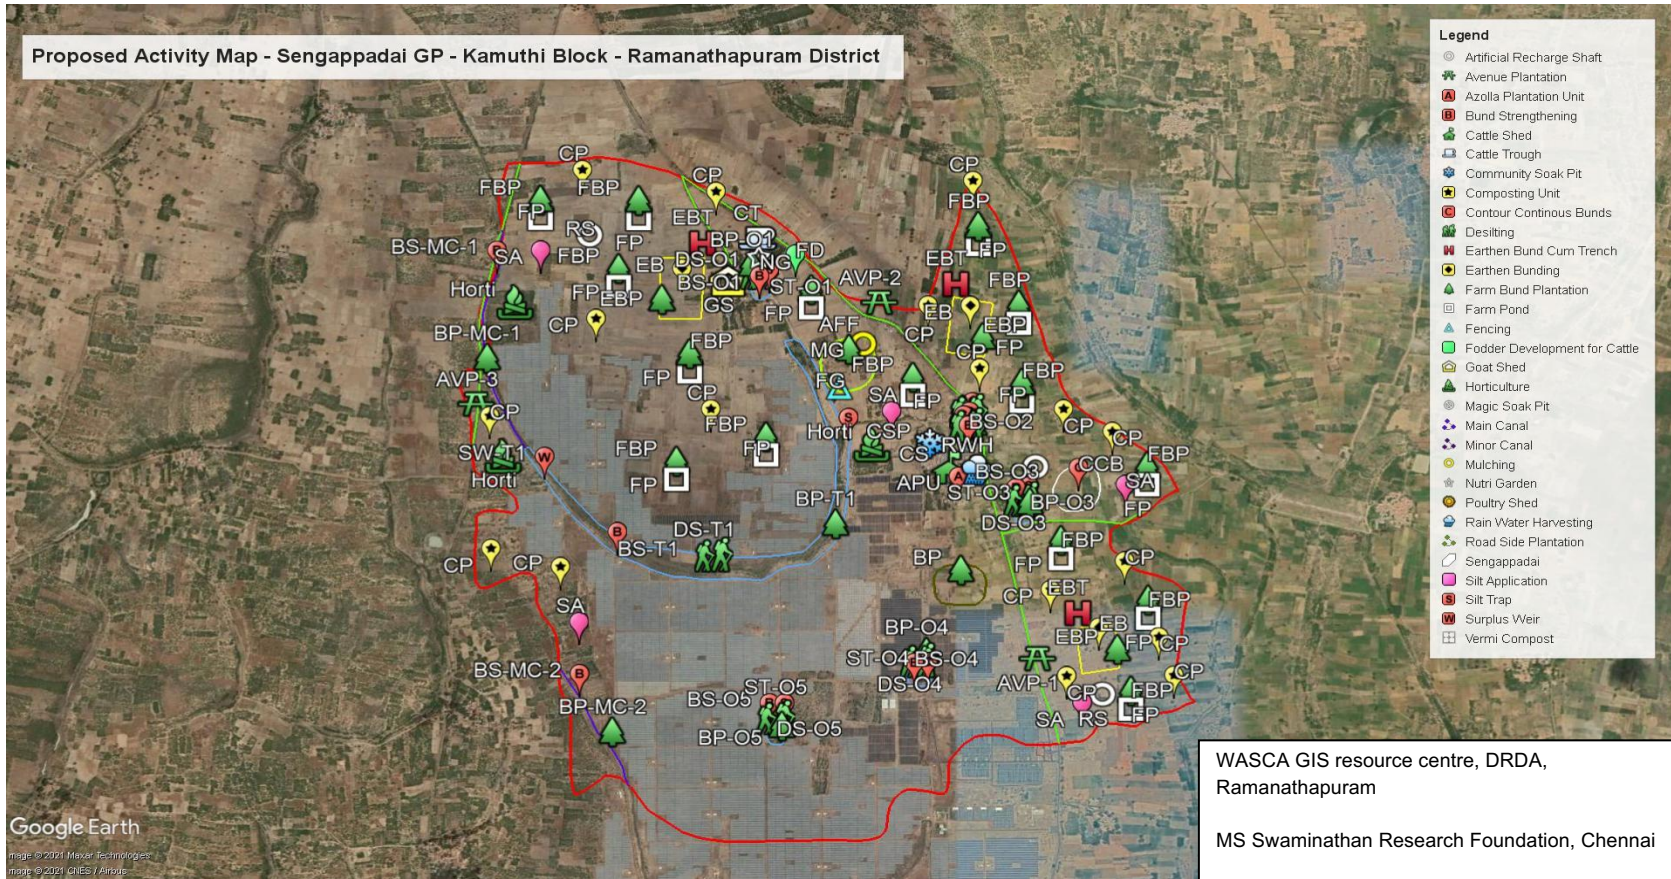 Proposed Activity Map - Sengappadai GP - Kamuthi Block - Ramanathapuram District
Legend
Artificial Recharge Shaft
Avenue Plantation
A Azolla Plantation Unit
B Bund Strengthening
Cattle Shed
Cattle Trough
Community Soak Pit
Composting Unit
C Contour Continous Bunds
Desilting
H Earthen Bund Cum Trench
Earthen Bunding
Farm Bund Plantation
Farm Pond
Fencing
Fodder Development for Cattle
Goat Shed
Horticulture
Magic Soak Pit
Main Canal
Minor Canal
Mulching
Nutri Garden
Poultry Shed
Rain Water Harvesting
Road Side Plantation
Sengappadai
Silt Application
S Silt Trap
W Surplus Weir
Vermi Compost
CP
CP
CP
FBP
FBP
FBP
FP
RS
FP
EBT
H
CT
BS-MC-1
SA
FBP
BP-O1
FD
EB
DS-O1
NG
B
EBT
H
FP
AVP-2
FBP
Horti
FP
EBP
BS-O1
ST-O1
GS
FP
CP
AFF
CP
EB
EBP
FP
BP-MC-1
FBP
MG
FBP
CP
FBP
AVP-3
FP
FG
SA
FP
FP
CP
CP
FBP
S
BS-O2
CP
CP
Horti
CSP
SW-T1
FBP
FP
CS
RWH
CCB
FBP
W
Horti
FP
APU
A
BS-O3
SA
ST-O3
BP-O3
FP
BP-T1
DS-O3
B
BS-T1
DS-T1
FBP
CP
CP
BP
FP
CP
CP
EBT
FBP
SA
H
EB
BP-O4
EBP
FP
CP
ST-O4
BS-O4
BS-MC-2
B
DS-O4
AVP-1
CP
BS-O5
ST-O5
CP
FBP
BP-MC-2
BP-O5
DS-O5
SA
RS
FP
WASCA GIS resource centre, DRDA,
Ramanathapuram
MS Swaminathan Research Foundation, Chennai
Google Earth
mage © 2021 Maxar Technologies
mage © 2021 CNES / Airbus